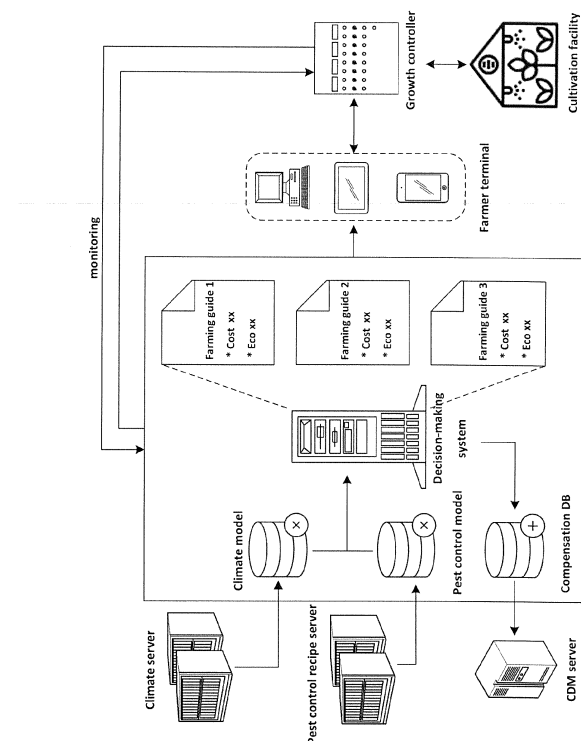 Climate server
Pest control recipe server
CDM server
Climate model
Pest control model
Compensation DB
Decision-making
system
Farming guide 1
* Cost xx
* Eco xx
Farming guide 2
* Cost xx
* Eco xx
Farming guide 3
* Cost xx
* Eco xx
monitoring
Farmer terminal
Growth controller
Cultivation facility